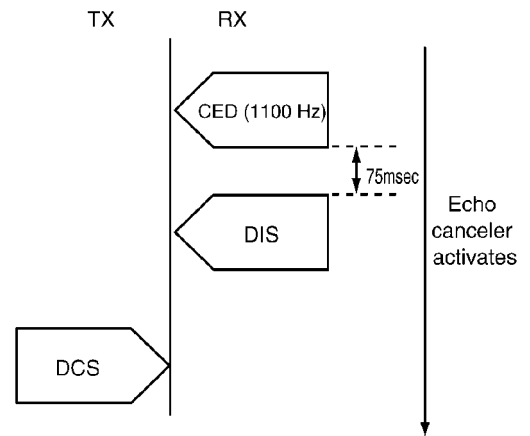 TX RX
CED (1100 Hz)
75msec
DIS
Echo
canceler
activates
DCS